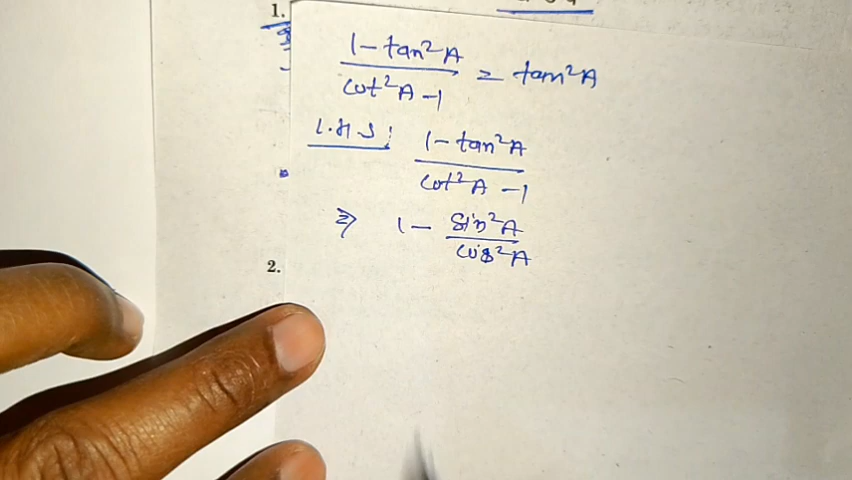 1.
1 - tan²A
cot²A - 1
= tan²A
L.H.S:
1 - tan²A
cot²A - 1
⇒ 1 - sin²A
cos²A
2.